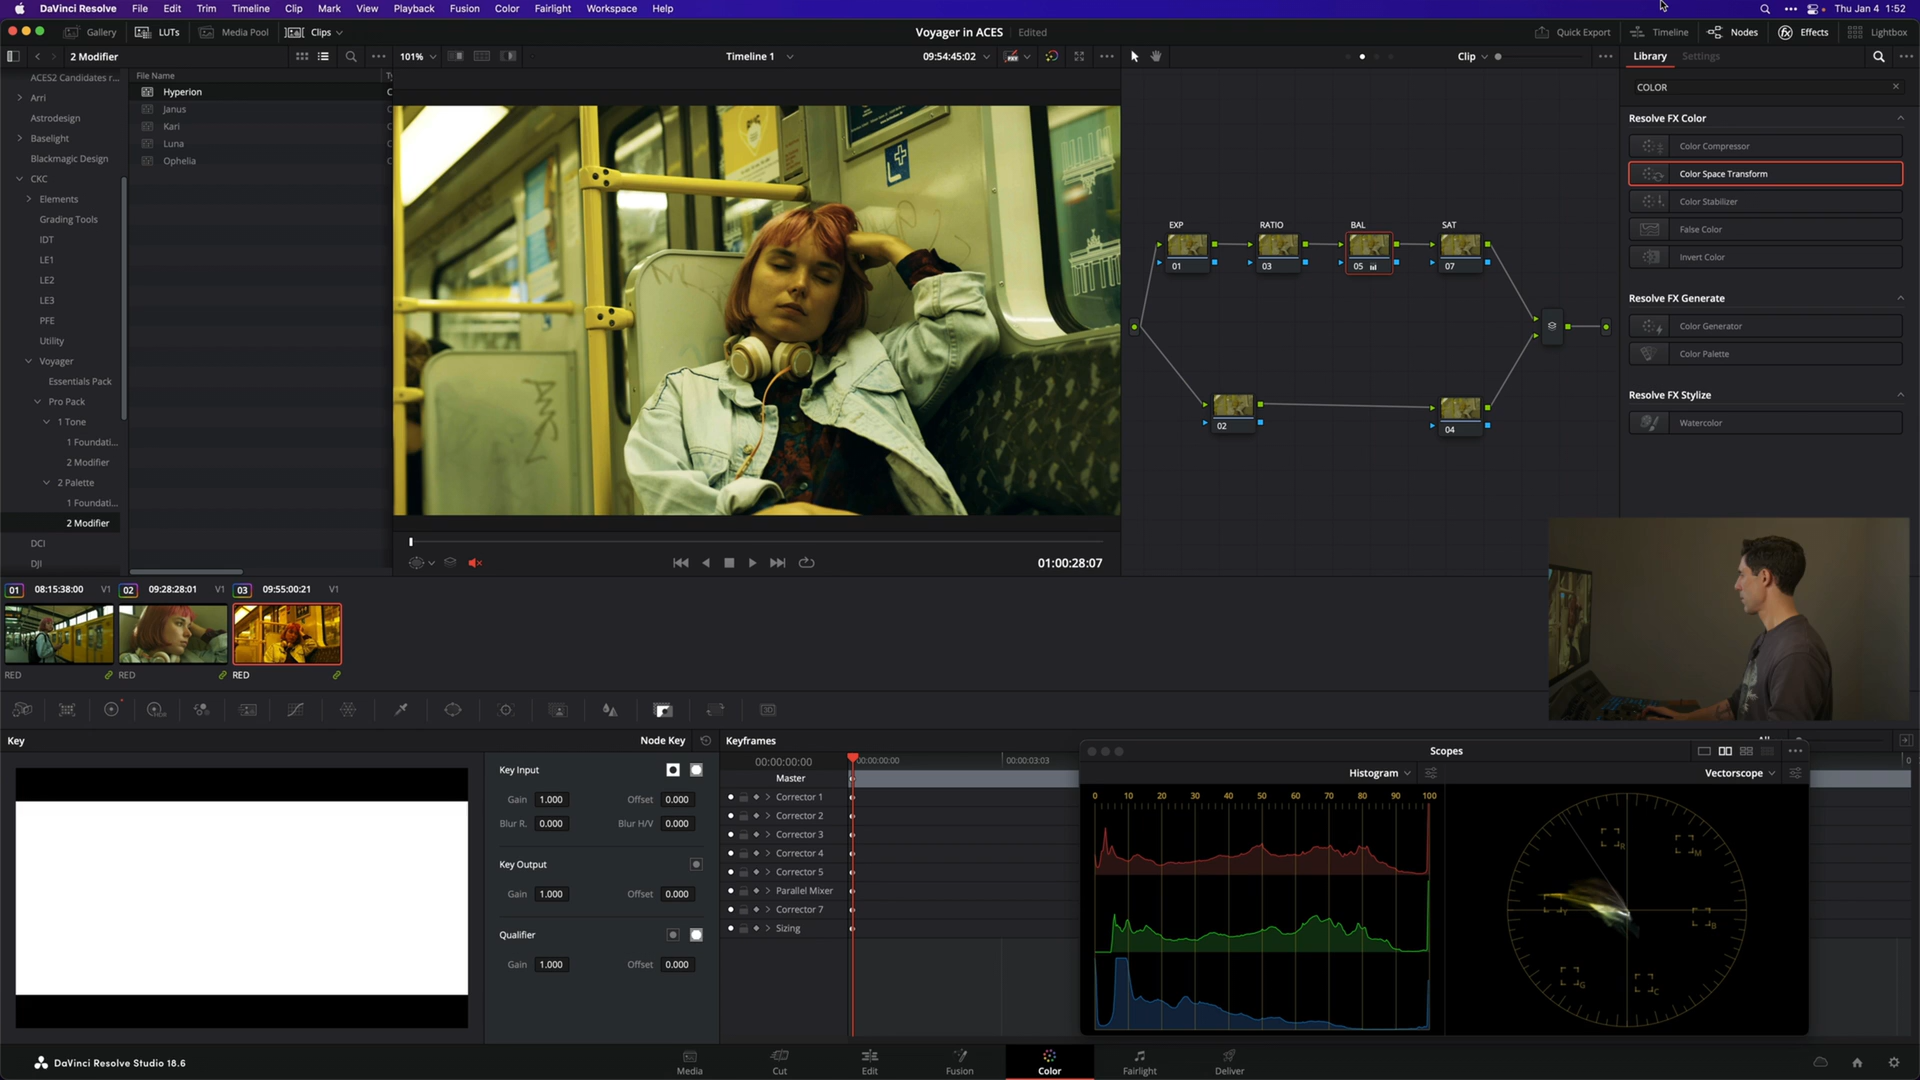 DaVinci Resolve File Edit Trim Timeline Clip Mark View Playback Fusion Color Fairlight Workspace Help Thu Jan 4 1:52
Gallery LUTs Media Pool Clips Voyager in ACES Edited Quick Export Timeline Nodes Effects Lightbox
2 Modifier 101% Timeline 1 09:54:45:02 Clip Library Settings
ACES2 Candidates r...
Arri
Astrodesign
Baselight
Blackmagic Design
CKC
Elements
Grading Tools
IDT
LE1
LE2
LE3
PFE
Utility
Voyager
Essentials Pack
Pro Pack
1 Tone
1 Foundati...
2 Modifier
2 Palette
1 Foundati...
2 Modifier
DCI
DJI
File Name
Hyperion C
Janus C
Kari C
Luna C
Ophelia C
EXP RATIO BAL SAT
01 03 05 07
02 04
COLOR
Resolve FX Color
Color Compressor
Color Space Transform
Color Stabilizer
False Color
Invert Color
Resolve FX Generate
Color Generator
Color Palette
Resolve FX Stylize
Watercolor
01:00:28:07
01 08:15:38:00 V1 02 09:28:28:01 V1 03 09:55:00:21 V1
RED RED RED
Key Node Key
Key Input
Gain 1.000 Offset 0.000
Blur R. 0.000 Blur H/V 0.000
Key Output
Gain 1.000 Offset 0.000
Qualifier
Gain 1.000 Offset 0.000
Keyframes All
00:00:00:00 00:00:00:00 00:00:03:03
Master
Corrector 1
Corrector 2
Corrector 3
Corrector 4
Corrector 5
Parallel Mixer
Corrector 7
Sizing
Scopes
Histogram Vectorscope
0 10 20 30 40 50 60 70 80 90 100
R M Y B G C
DaVinci Resolve Studio 18.6
Media Cut Edit Fusion Color Fairlight Deliver